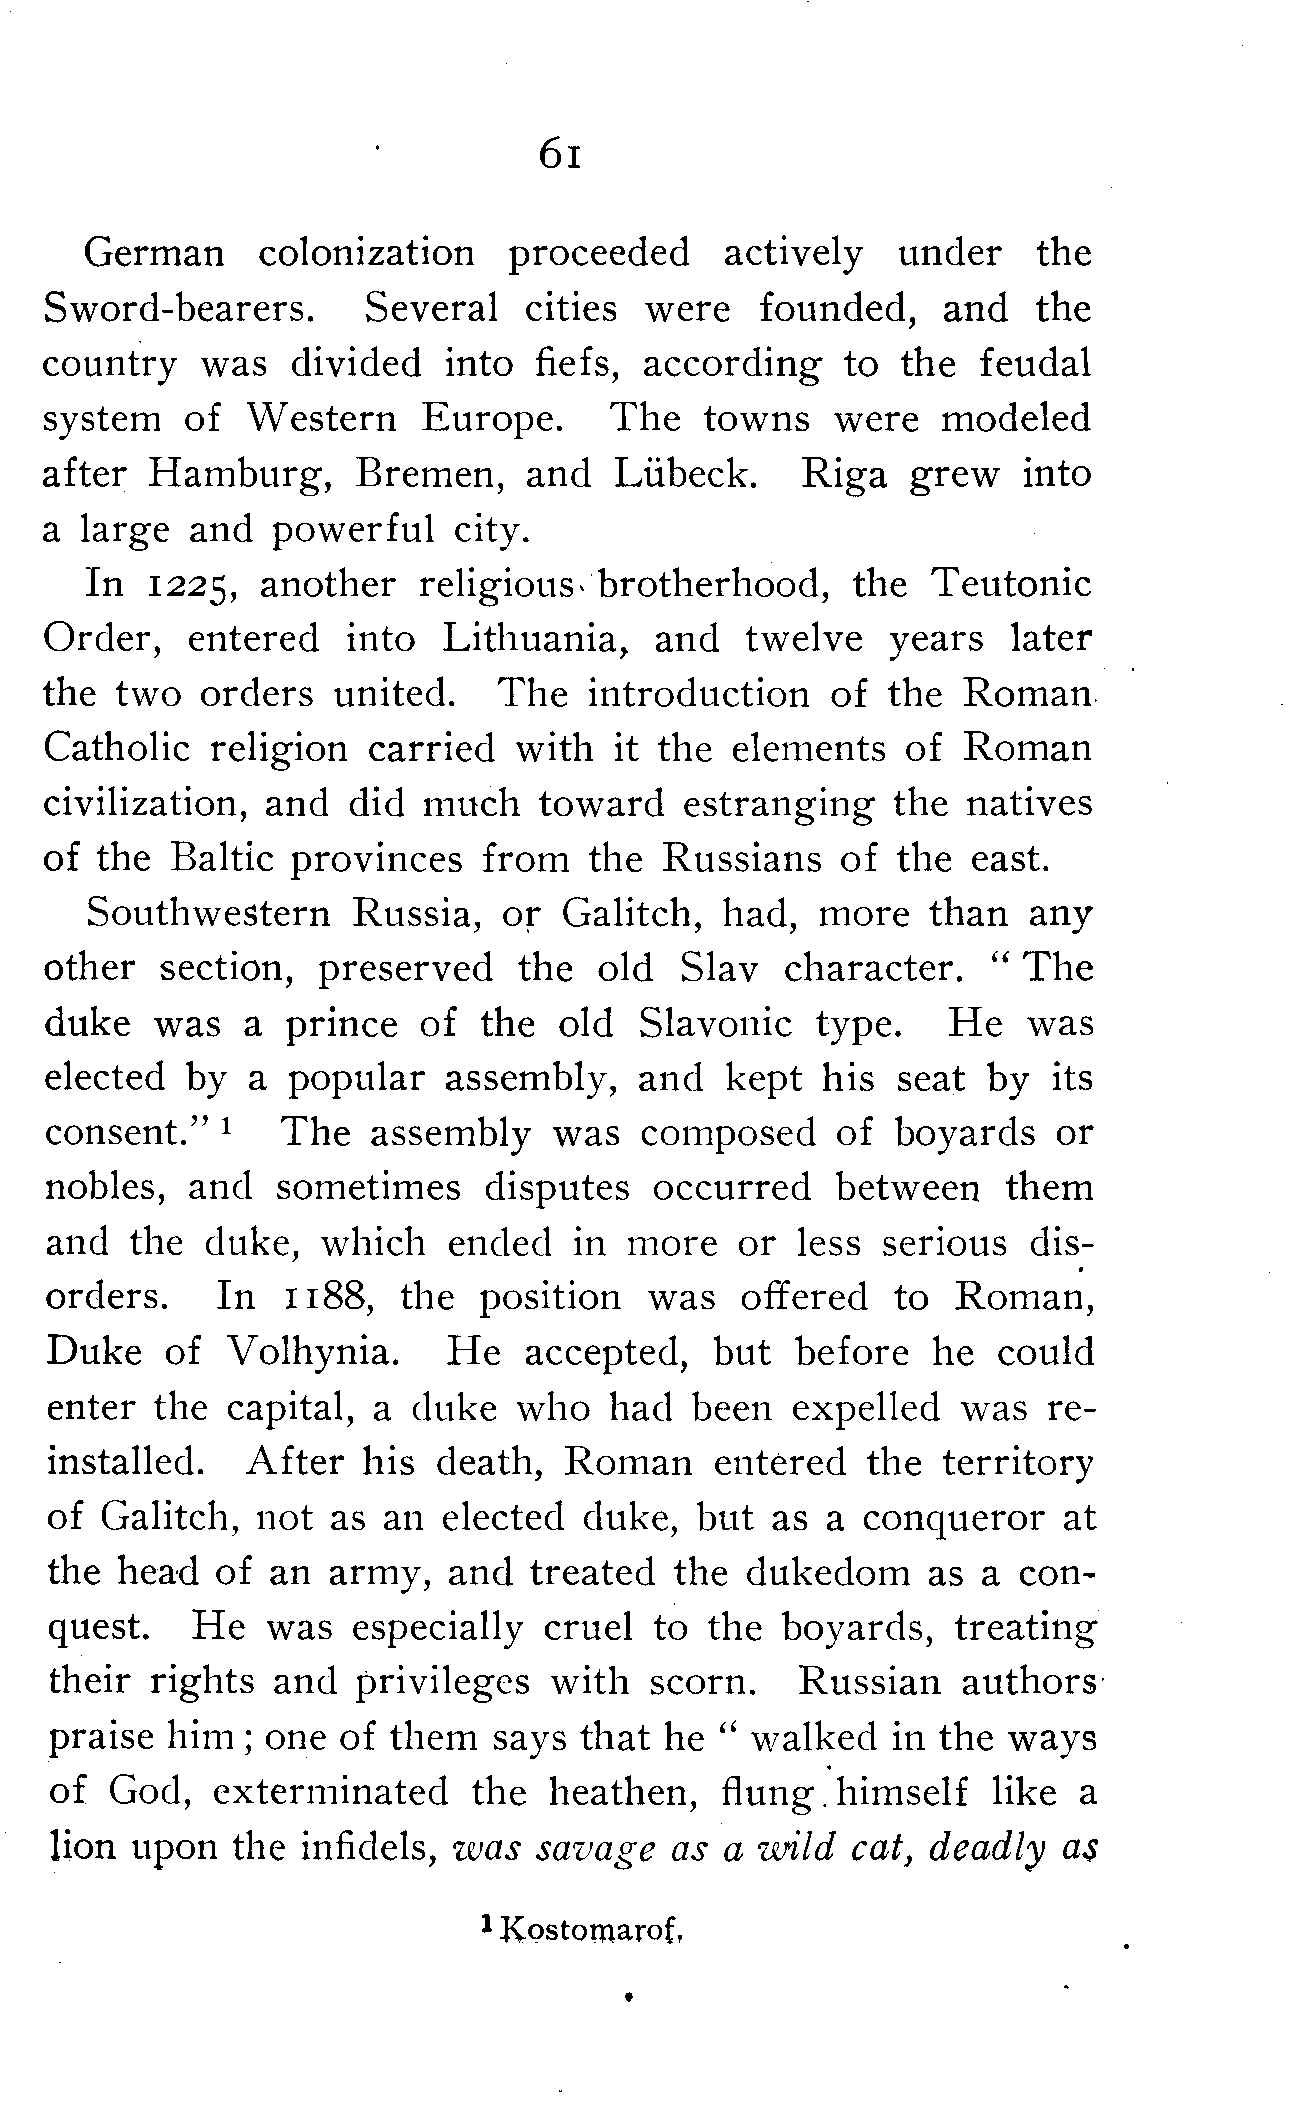 61
German colonization proceeded actively under the
Sword-bearers. Several cities were founded, and the
country was divided into fiefs, according to the feudal
system of Western Europe. The towns were modeled
after Hamburg, Bremen, and Lübeck. Riga grew into
a large and powerful city.
In 1225, another religious brotherhood, the Teutonic
Order, entered into Lithuania, and twelve years later
the two orders united. The introduction of the Roman
Catholic religion carried with it the elements of Roman
civilization, and did much toward estranging the natives
of the Baltic provinces from the Russians of the east.
Southwestern Russia, or Galitch, had, more than any
other section, preserved the old Slav character. “ The
duke was a prince of the old Slavonic type. He was
elected by a popular assembly, and kept his seat by its
consent.” 1 The assembly was composed of boyards or
nobles, and sometimes disputes occurred between them
and the duke, which ended in more or less serious dis-
orders. In 1188, the position was offered to Roman,
Duke of Volhynia. He accepted, but before he could
enter the capital, a duke who had been expelled was re-
installed. After his death, Roman entered the territory
of Galitch, not as an elected duke, but as a conqueror at
the head of an army, and treated the dukedom as a con-
quest. He was especially cruel to the boyards, treating
their rights and privileges with scorn. Russian authors
praise him ; one of them says that he “ walked in the ways
of God, exterminated the heathen, flung himself like a
lion upon the infidels, was savage as a wild cat, deadly as
1 Kostomarof.